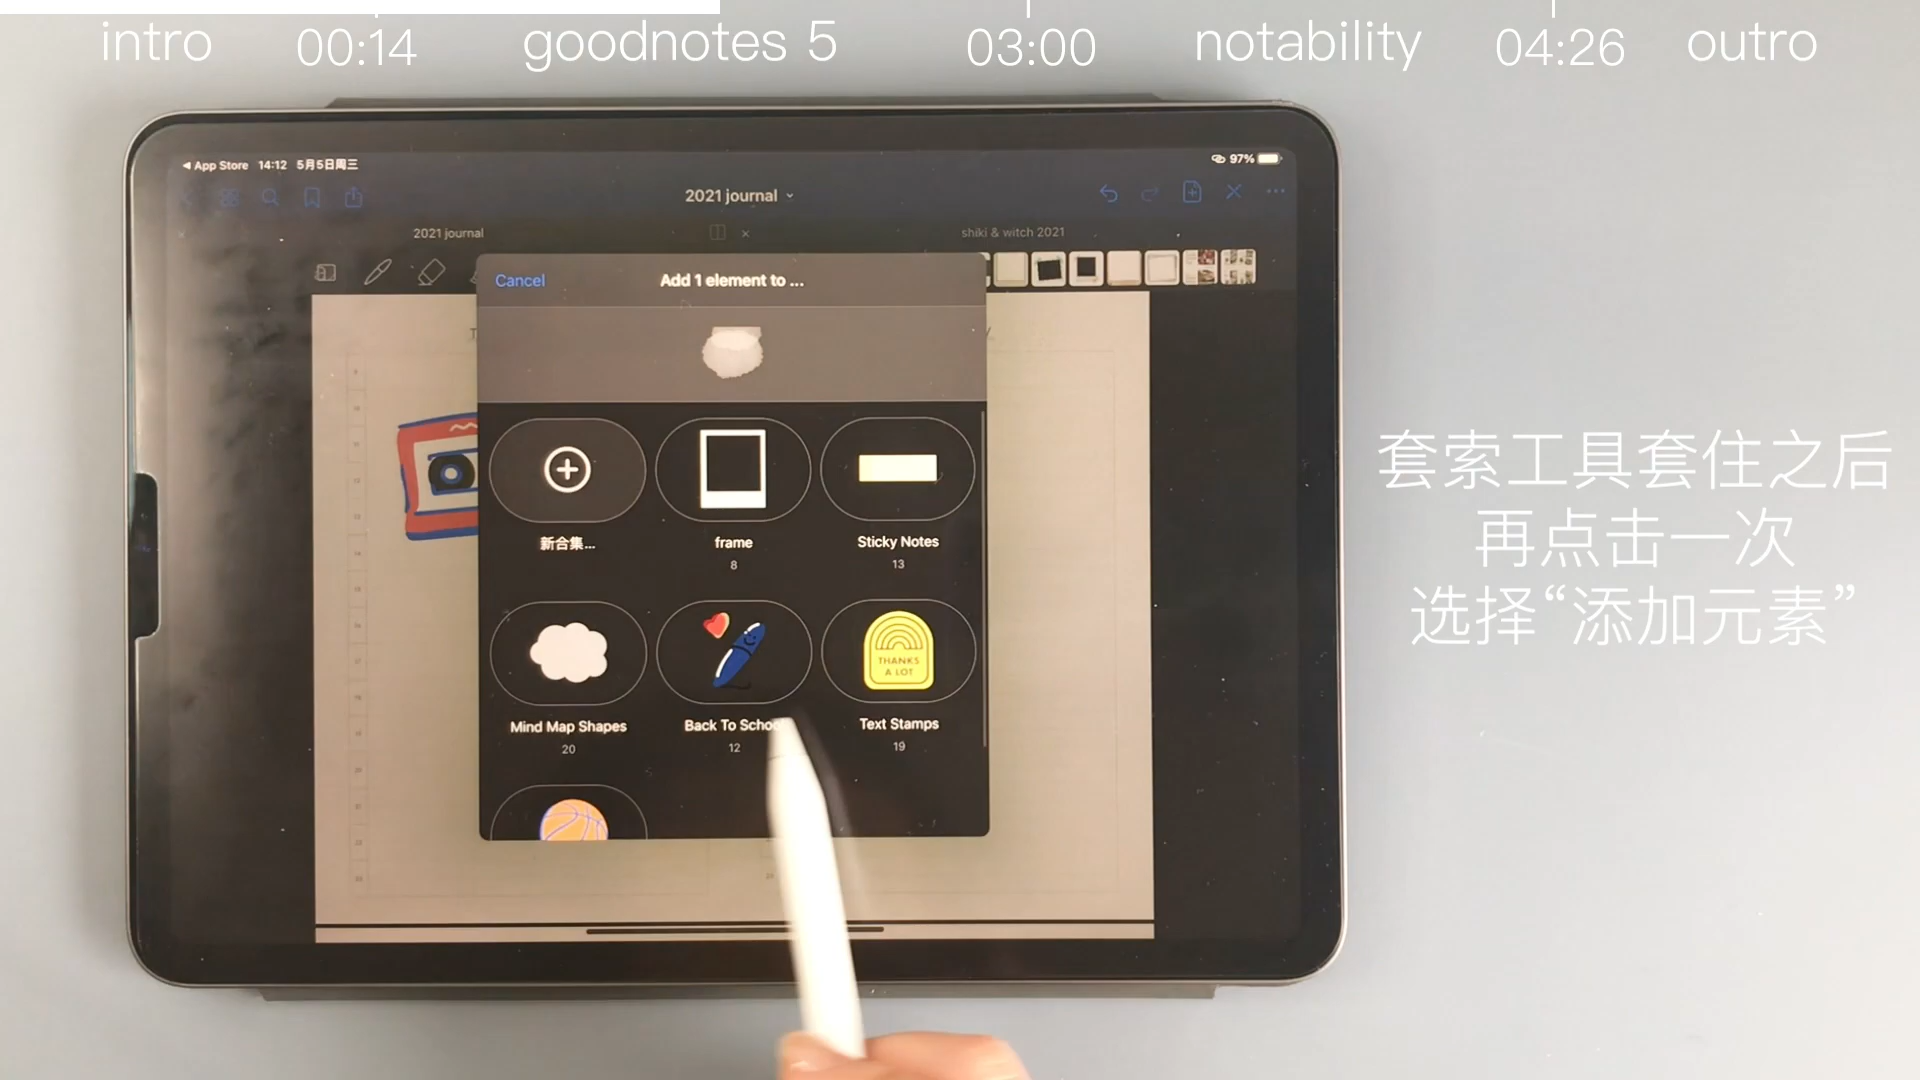 intro 00:14 goodnotes 5 03:00 notability 04:26 outro
App Store 14:12 5月5日周三
97%
2021 journal
2021 journal
shiki & witch 2021
Cancel
Add 1 element to ...
新合集...
frame
8
Sticky Notes
13
THANKS
A LOT
Mind Map Shapes
20
Back To School
12
Text Stamps
19
套索工具套住之后
再点击一次
选择“添加元素”